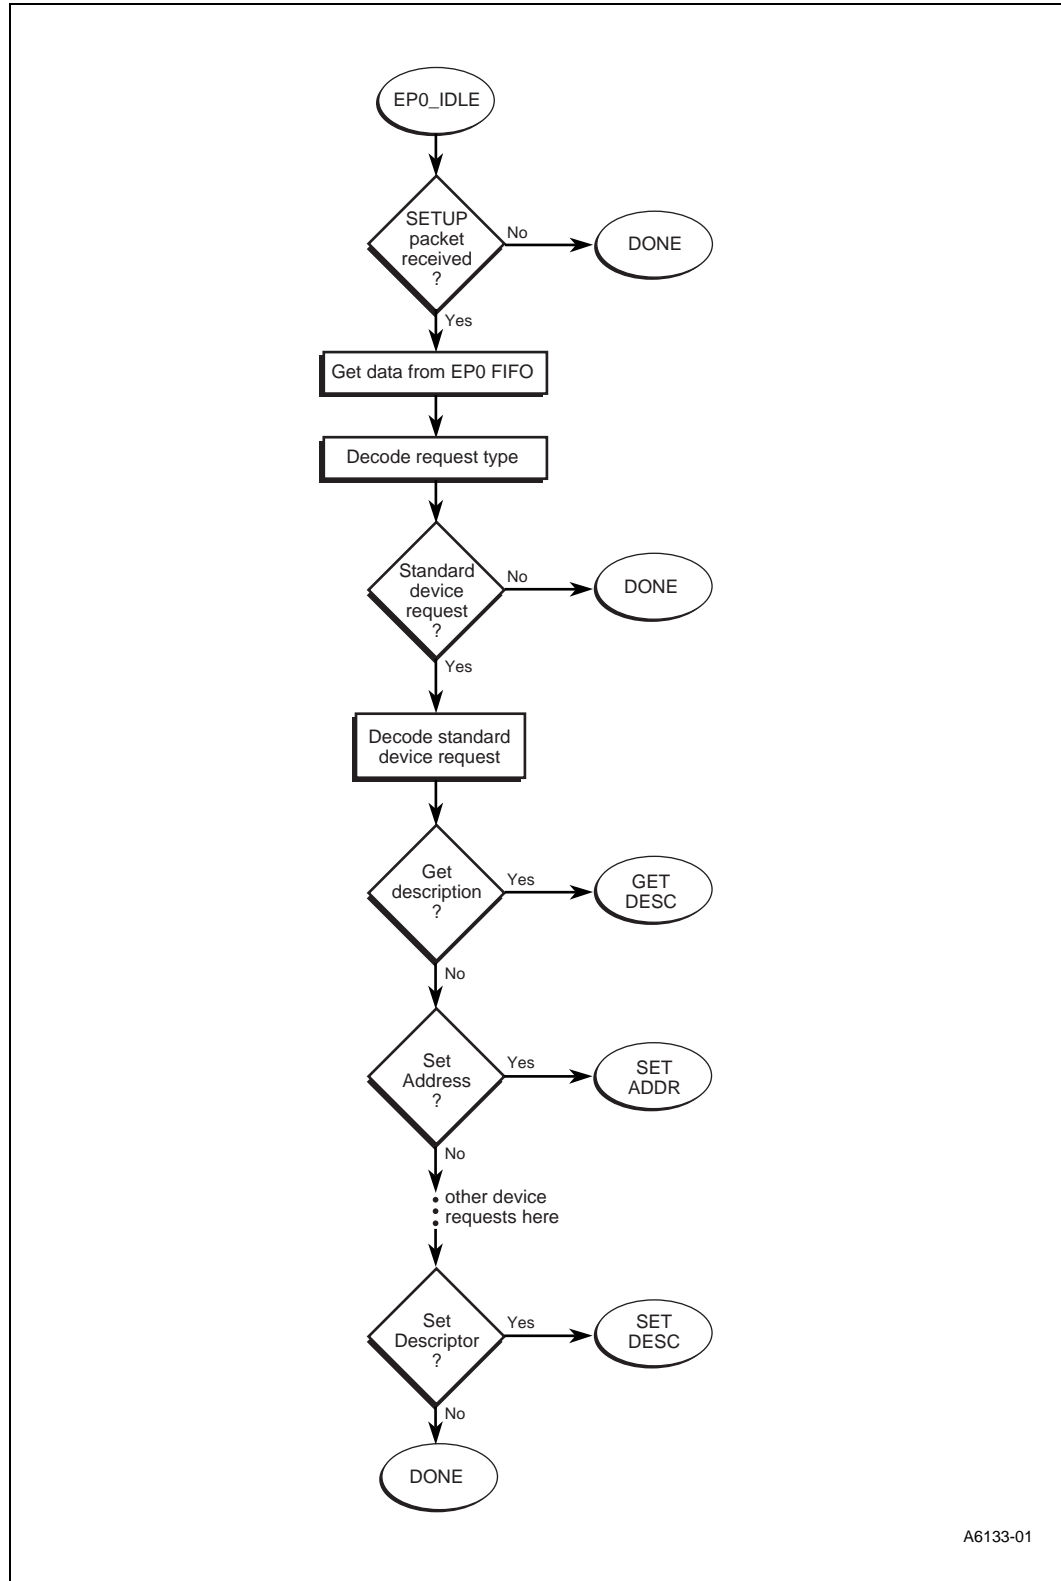 EP0_IDLE
SETUP
packet
received
?
No
DONE
Yes
Get data from EP0 FIFO
Decode request type
Standard
device
request
?
No
DONE
Yes
Decode standard
device request
Get
description
?
Yes
GET
DESC
No
Set
Address
?
Yes
SET
ADDR
No
other device
requests here
Set
Descriptor
?
Yes
SET
DESC
No
DONE
A6133-01